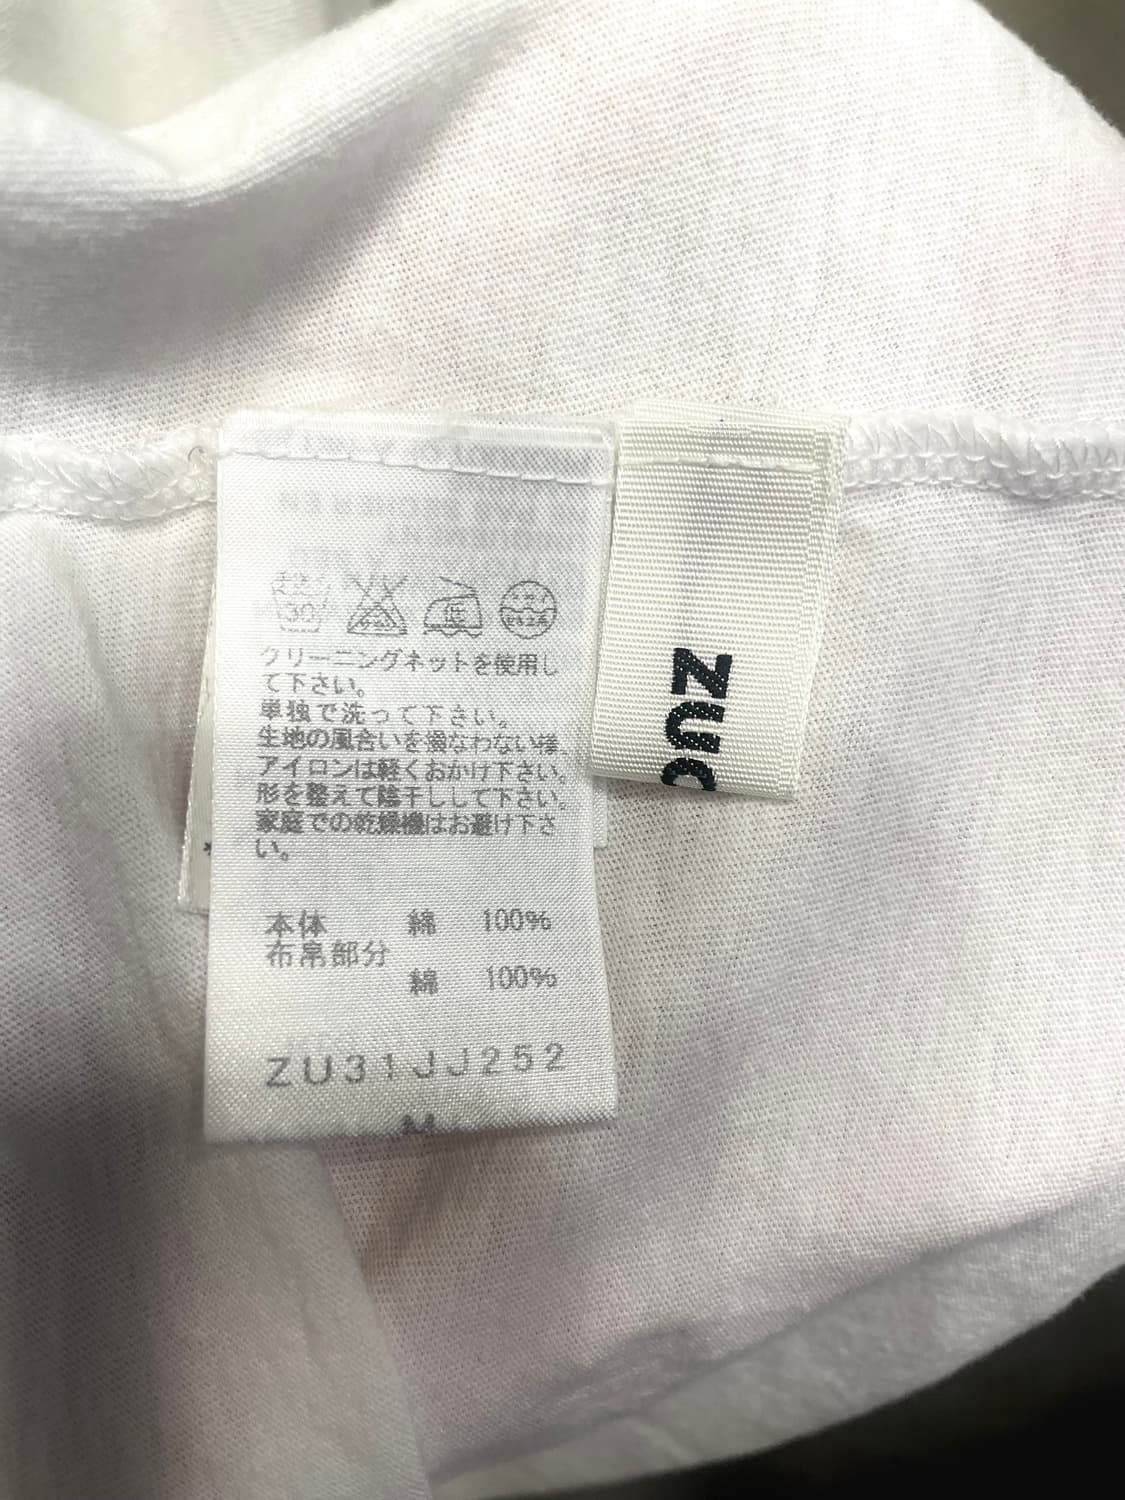 30
クリーニングネットを使用し
て下さい。
単独で洗って下さい。
生地の風合いを損なわない様、
アイロンは軽くおかけ下さい。
形を整えて陰干しして下さい。
家庭での乾燥機はお避け下さ
い。
本体 綿 100%
布帛部分
綿 100%
ZU31JJ252
M
zuc
*